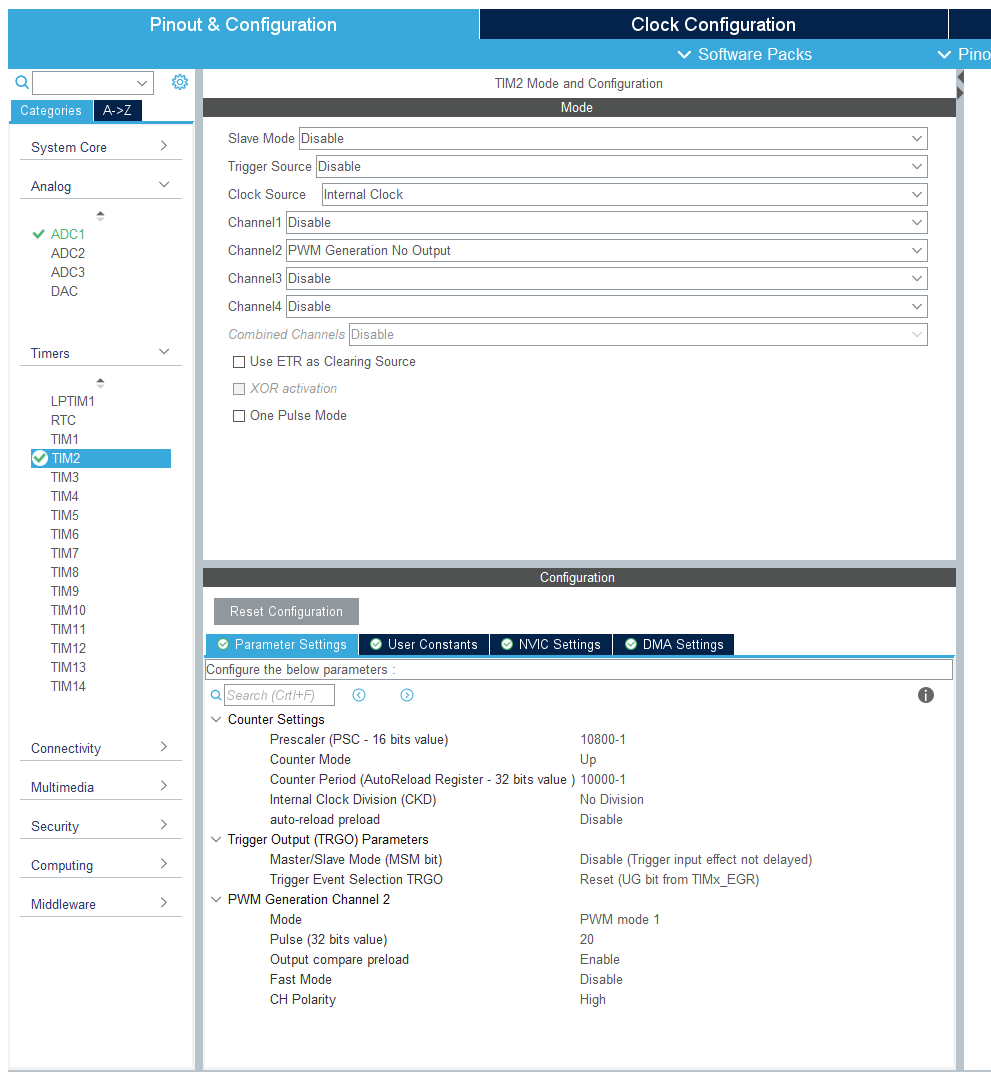 Pinout & Configuration
Clock Configuration
Software Packs
Pino
Categories
A->Z
System Core
Analog
ADC1
ADC2
ADC3
DAC
Timers
LPTIM1
RTC
TIM1
TIM2
TIM3
TIM4
TIM5
TIM6
TIM7
TIM8
TIM9
TIM10
TIM11
TIM12
TIM13
TIM14
Connectivity
Multimedia
Security
Computing
Middleware
TIM2 Mode and Configuration
Mode
Slave Mode Disable
Trigger Source Disable
Clock Source Internal Clock
Channel1 Disable
Channel2 PWM Generation No Output
Channel3 Disable
Channel4 Disable
Combined Channels Disable
Use ETR as Clearing Source
XOR activation
One Pulse Mode
Configuration
Reset Configuration
Parameter Settings
User Constants
NVIC Settings
DMA Settings
Configure the below parameters :
Search (Crtl+F)
Counter Settings
Prescaler (PSC - 16 bits value) 10800-1
Counter Mode Up
Counter Period (AutoReload Register - 32 bits value ) 10000-1
Internal Clock Division (CKD) No Division
auto-reload preload Disable
Trigger Output (TRGO) Parameters
Master/Slave Mode (MSM bit) Disable (Trigger input effect not delayed)
Trigger Event Selection TRGO Reset (UG bit from TIMx_EGR)
PWM Generation Channel 2
Mode PWM mode 1
Pulse (32 bits value) 20
Output compare preload Enable
Fast Mode Disable
CH Polarity High